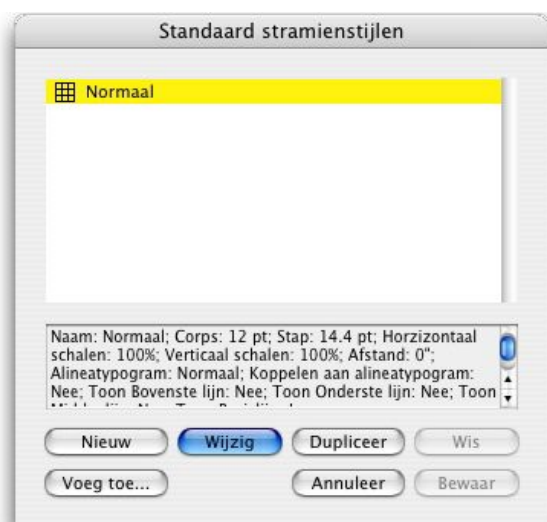 Standaard stramienstijlen
Normaal
Naam: Normaal; Corps: 12 pt; Stap: 14.4 pt; Horzizontaal
schalen: 100%; Verticaal schalen: 100%; Afstand: 0";
Alineatypogram: Normaal; Koppelen aan alineatypogram:
Nee; Toon Bovenste lijn: Nee; Toon Onderste lijn: Nee; Toon
Nieuw Wijzig Dupliceer Wis
Voeg toe... Annuleer Bewaar